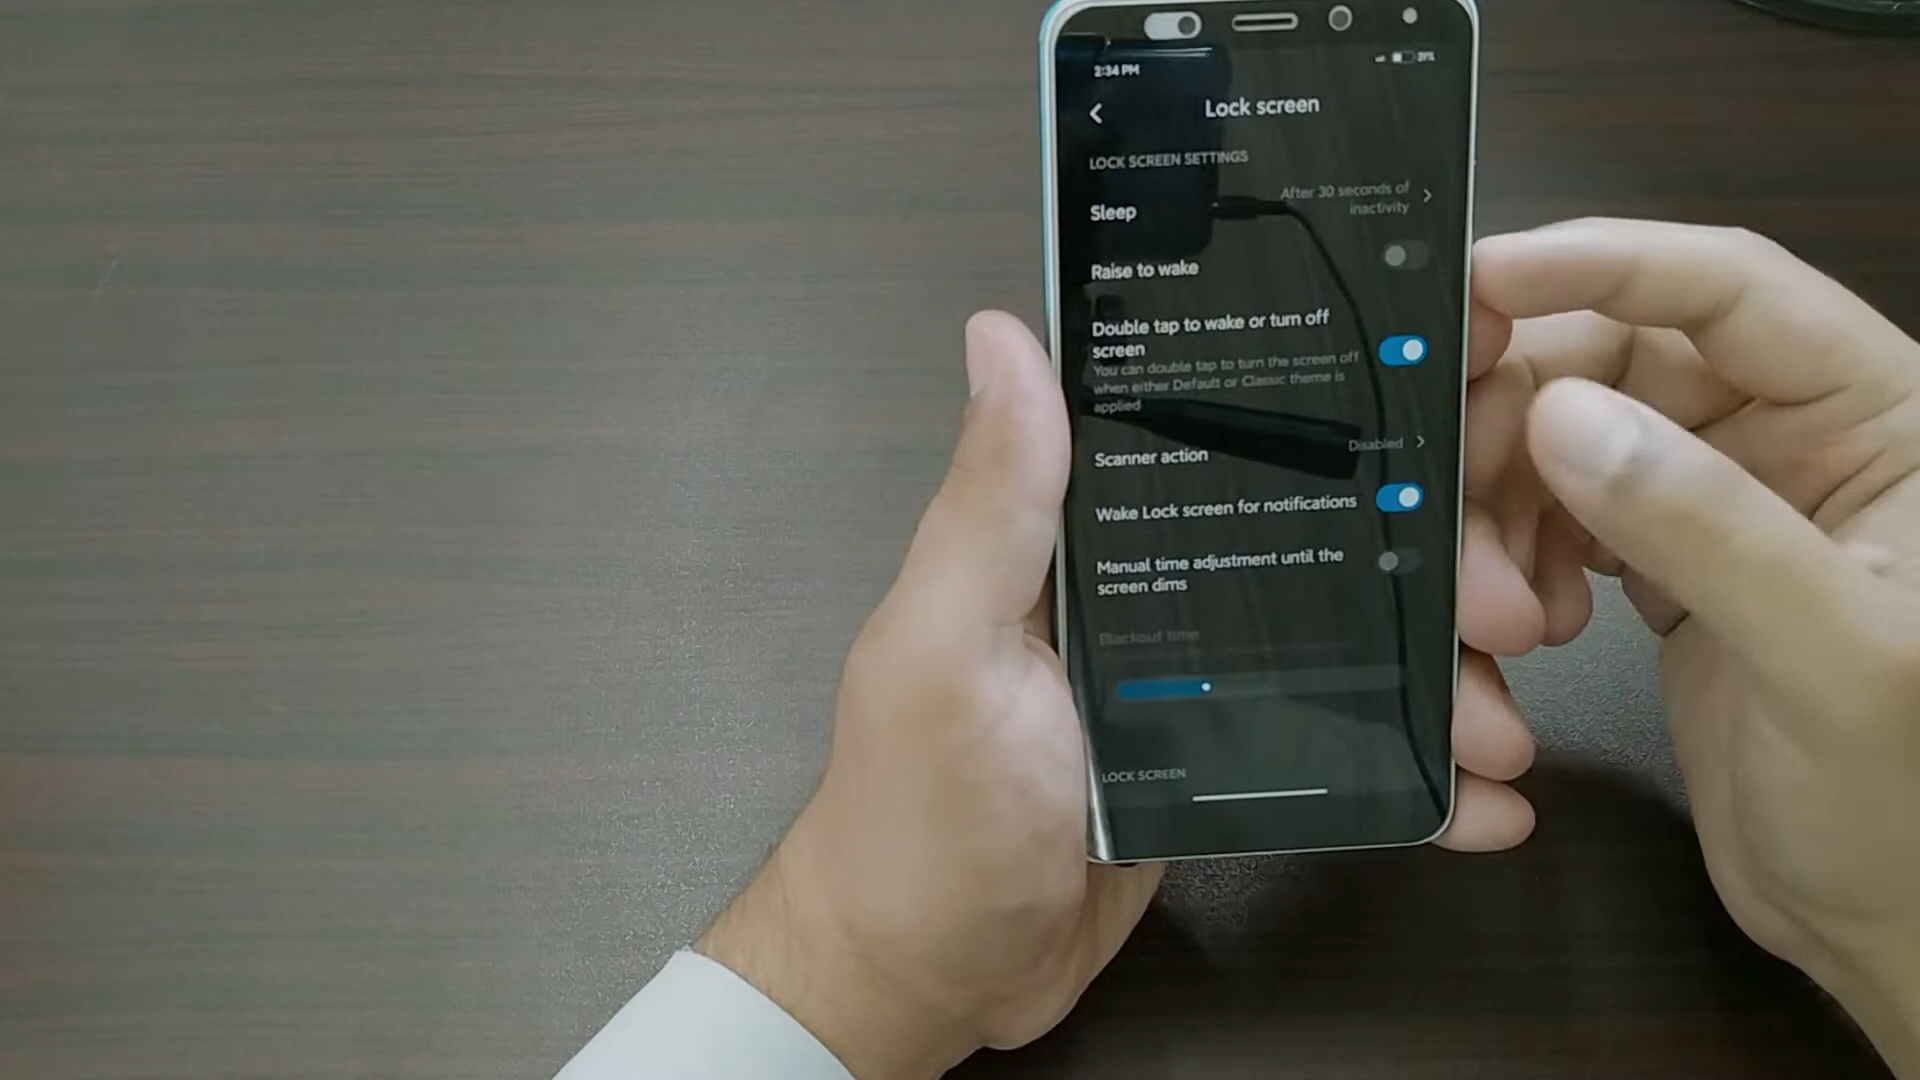 2:34 PM
Lock screen
LOCK SCREEN SETTINGS
Sleep
After 30 seconds of
inactivity
Raise to wake
Double tap to wake or turn off
screen
You can double tap to turn the screen off
when either Default or Classic theme is
applied
Scanner action
Disabled
Wake Lock screen for notifications
Manual time adjustment until the
screen dims
Blackout time
LOCK SCREEN